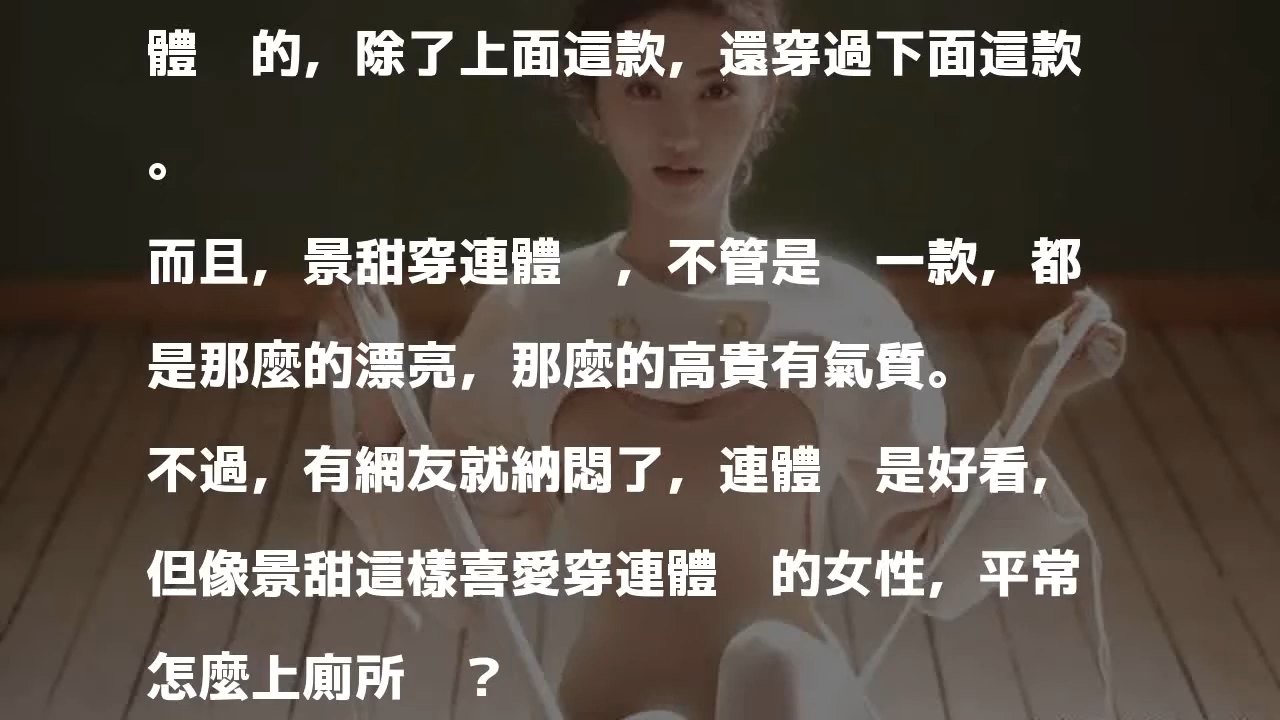 體　的，除了上面這款，還穿過下面這款
。
而且，景甜穿連體　，不管是　一款，都
是那麼的漂亮，那麼的高貴有氣質。
不過，有網友就納悶了，連體　是好看，
但像景甜這樣喜愛穿連體　的女性，平常
怎麼上廁所　？